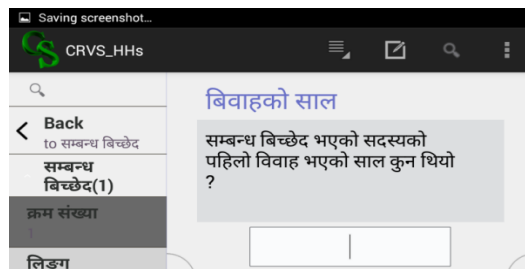 Saving screenshot...
CRVS_HHs
Back
to सम्बन्ध बिच्छेद
सम्बन्ध
बिच्छेद(1)
क्रम संख्या
1
लिङ्ग
बिवाहको साल
सम्बन्ध बिच्छेद भएको सदस्यको
पहिलो विवाह भएको साल कुन थियो
?